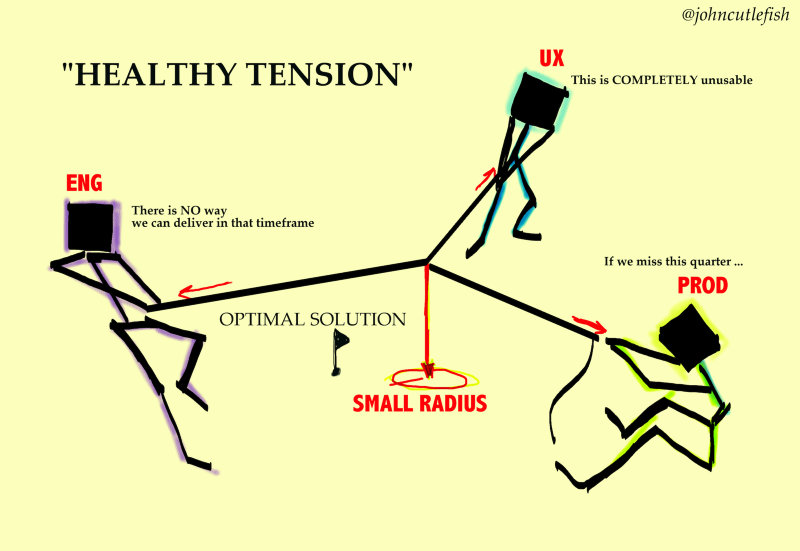 @johncutlefish
"HEALTHY TENSION"
UX
This is COMPLETELY unusable
ENG
There is NO way
we can deliver in that timeframe
If we miss this quarter ...
PROD
OPTIMAL SOLUTION
SMALL RADIUS